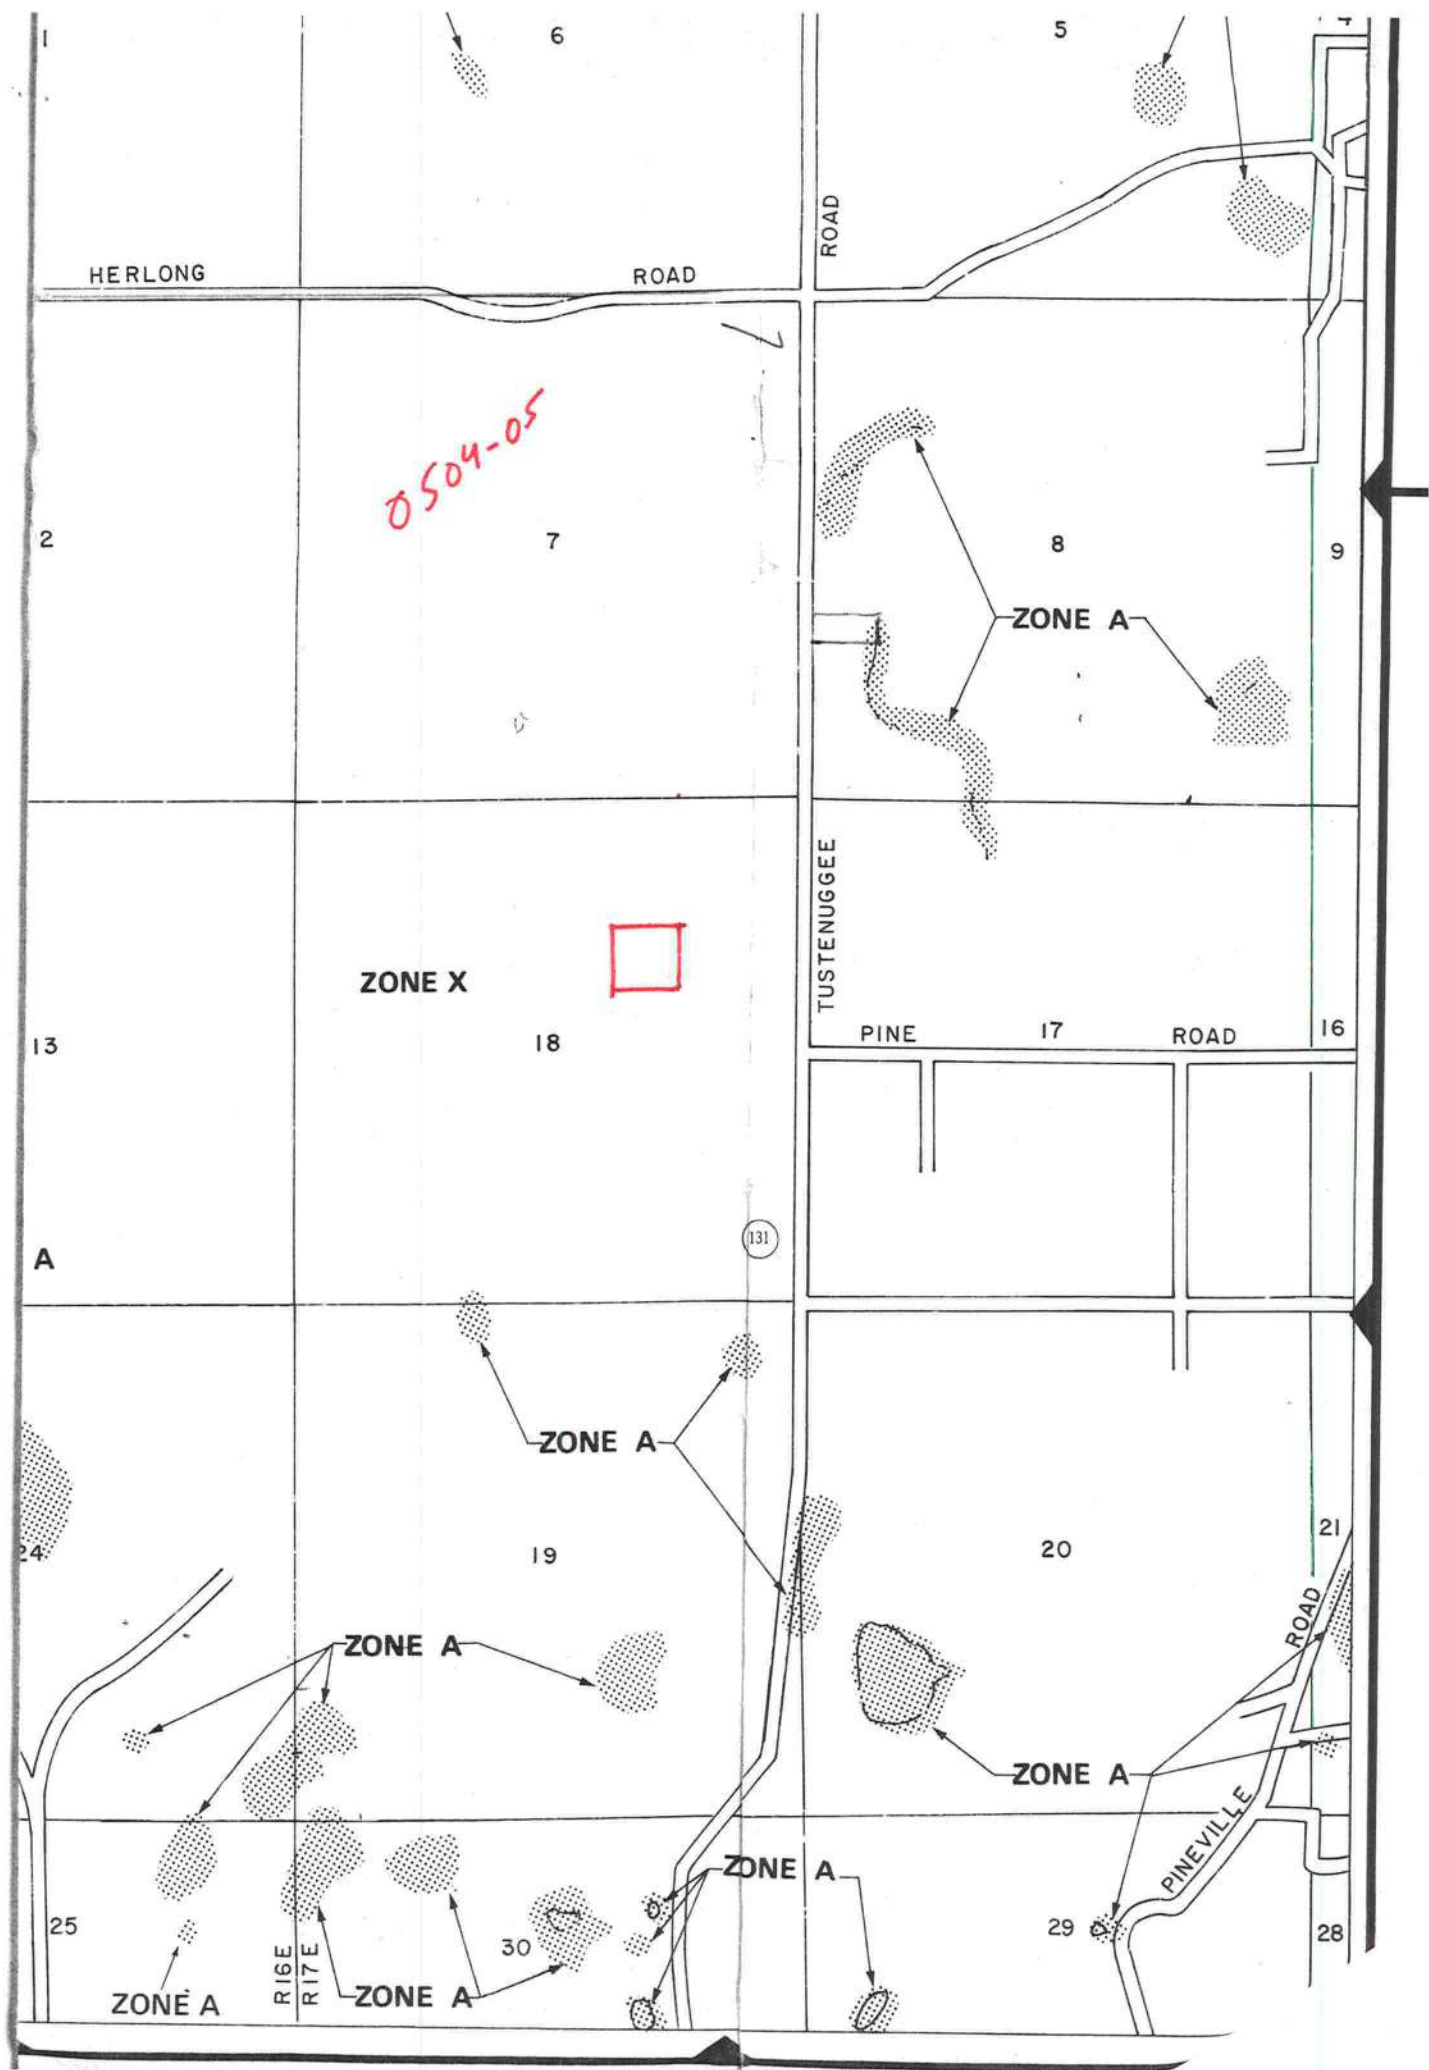 1
6
5
4
HERLONG ROAD
ROAD
0504-05
2
7
8
9
ZONE A
TUSTENUGGEE
ZONE X
13
18
PINE ROAD
17
16
131
A
ZONE A
24
19
20
21
ZONE A
ROAD
ZONE A
PINEVILLE
ZONE A
25
30
29
28
R16E
R17E
ZONE A
ZONE A